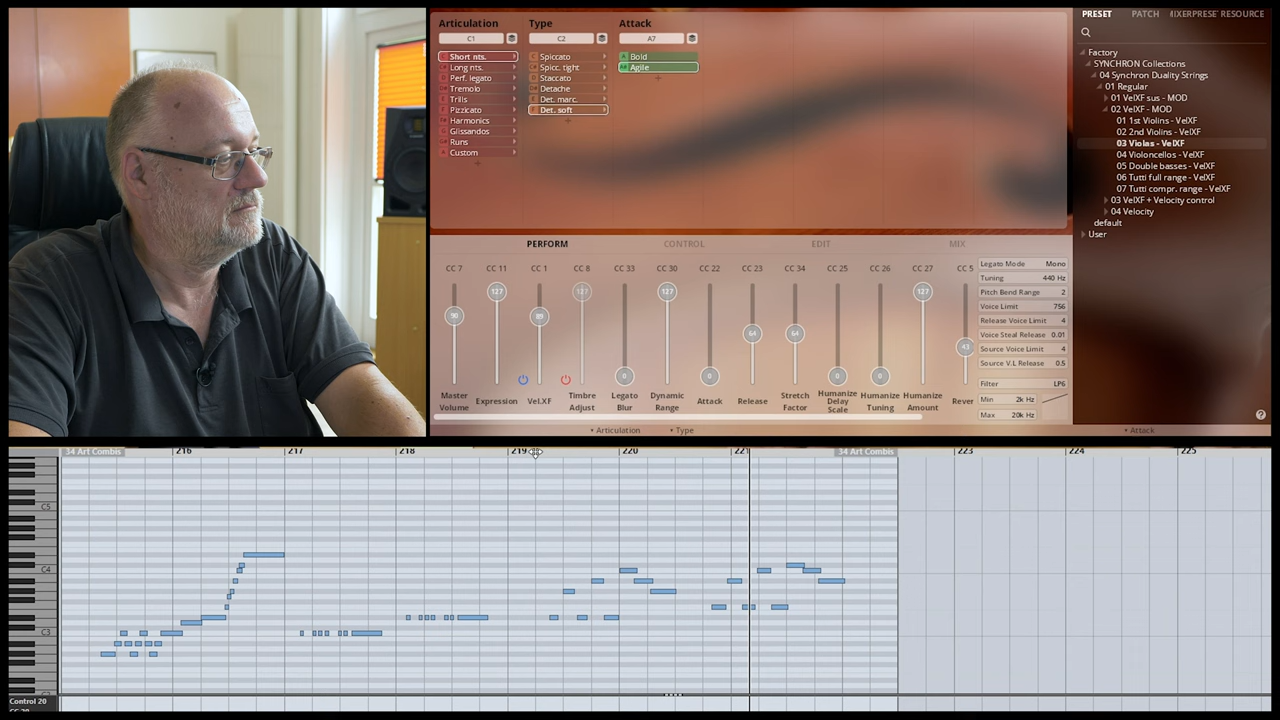 Articulation
Type
Attack
C1
C2
A7
Short nts.
Long nts.
Perf. legato
Tremolo
Trills
Pizzicato
Harmonics
Glissandos
Runs
Custom
Spiccato
Spicc. tight
Staccato
Detache
Det. marc.
Det. soft
Bold
Agile
PRESET
PATCH
RESOURCE
Factory
SYNCHRON Collections
04 Synchron Duality Strings
01 Regular
01 VelXF sus - MOD
02 VelXF - MOD
01 1st Violins - VelXF
02 2nd Violins - VelXF
03 Violas - VelXF
04 Violoncellos - VelXF
05 Double basses - VelXF
06 Tutti full range - VelXF
07 Tutti compr. range - VelXF
03 VelXF + Velocity control
04 Velocity
default
User
PERFORM
CONTROL
EDIT
MIX
CC 7
CC 11
CC 1
CC 8
CC 33
CC 30
CC 22
CC 23
CC 34
CC 25
CC 26
CC 27
CC 5
90
127
89
127
0
127
0
64
64
0
0
127
43
Master Volume
Expression
Vel.XF
Timbre Adjust
Legato Blur
Dynamic Range
Attack
Release
Stretch Factor
Humanize Delay Scale
Humanize Tuning
Humanize Amount
Rever
Legato Mode Mono
Tuning 440 Hz
Pitch Bend Range 2
Voice Limit 756
Release Voice Limit 4
Voice Steal Release 0.01
Source Voice Limit 4
Source V.L Release 0.5
Filter LP6
Min 2k Hz
Max 20k Hz
?
Articulation
Type
Attack
34 Art Combis
216
217
218
219
220
221
34 Art Combis
223
224
225
C5
C4
C3
Control 20